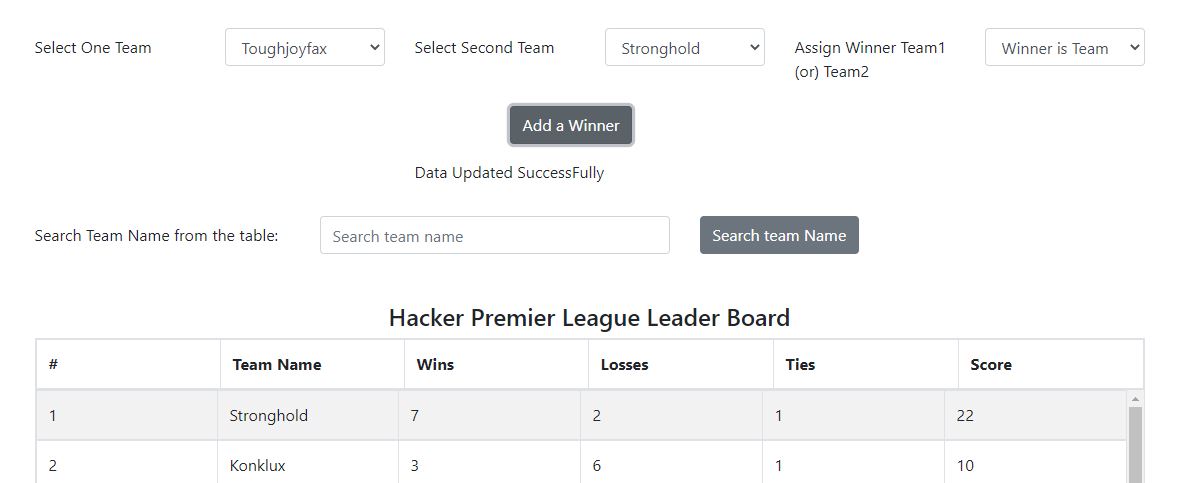 Select One Team Toughjoyfax Select Second Team Stronghold Assign Winner Team1 Winner is Team
(or) Team2
Add a Winner
Data Updated SuccessFully
Search Team Name from the table: Search team name Search team Name
Hacker Premier League Leader Board
# Team Name Wins Losses Ties Score
1 Stronghold 7 2 1 22
2 Konklux 3 6 1 10